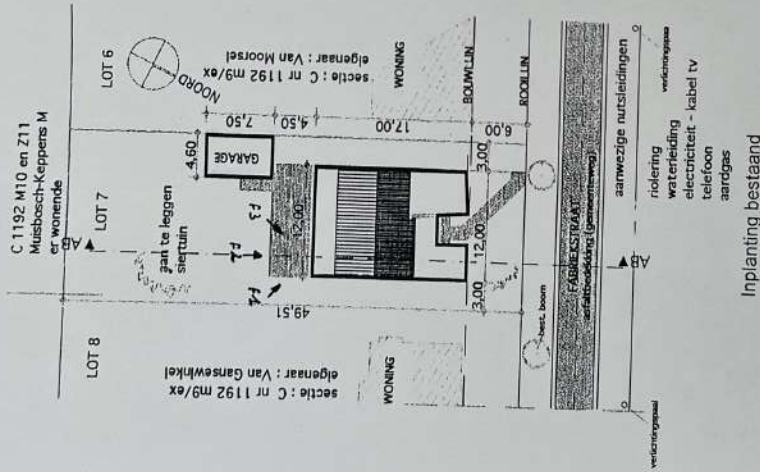 C 1192 M10 en Z11
Muisbosch-Keppens M
er wonende
LOT 8
LOT 7
LOT 6
AB
NOORD
aan te leggen
siertuin
4,60
GARAGE
7,50
4,50
17,00
6,00
F1
F2
F3
12,00
49,51
sectie : C nr 1192 m9/ex
eigenaar : Van Gansewinkel
sectie : C nr 1192 m9/ex
eigenaar : Van Moorsel
WONING
WONING
BOUWLIJN
ROOILIJN
3,00
12,00
3,00
best. boom
FABRIEKSTRAAT
asfaltbedekking (gemeenteweg)
AB
verlichtingspaal
verlichtingspaal
aanwezige nutsleidingen
riolering
waterleiding
electriciteit - kabel tv
telefoon
aardgas
Inplanting bestaand